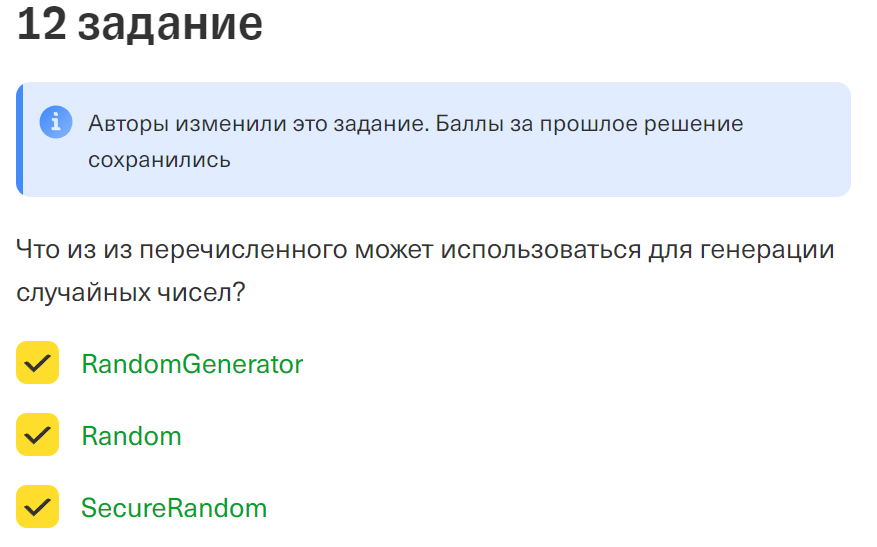 12 задание
Авторы изменили это задание. Баллы за прошлое решение
сохранились
Что из из перечисленного может использоваться для генерации
случайных чисел?
RandomGenerator
Random
SecureRandom